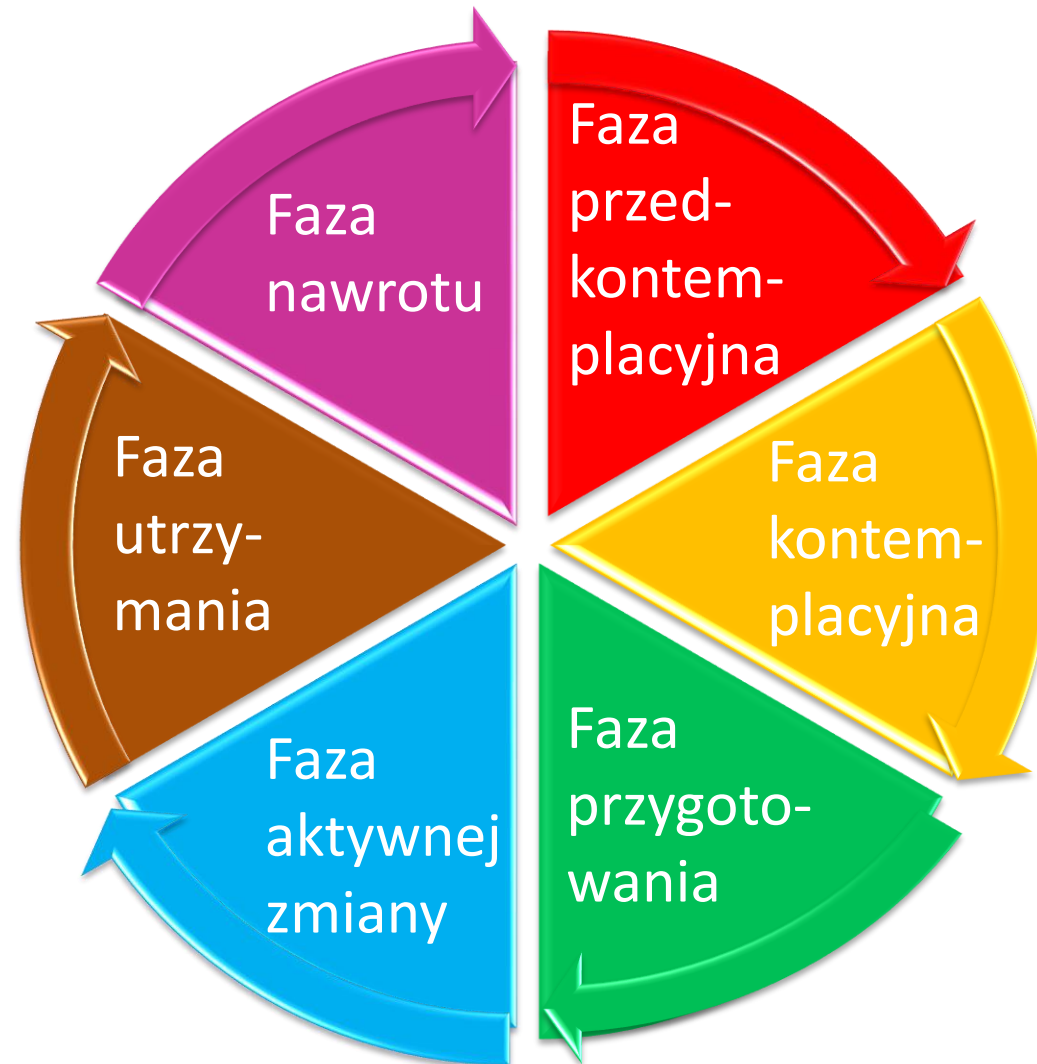 Faza
przed-
kontem-
placyjna
Faza
kontem-
placyjna
Faza
przygoto-
wania
Faza
aktywnej
zmiany
Faza
utrzy-
mania
Faza
nawrotu